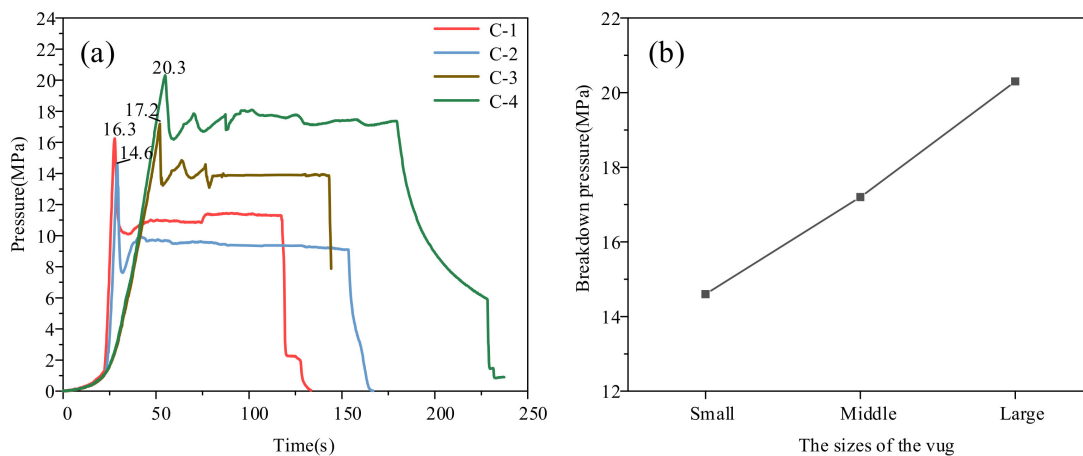 (a)
C-1
C-2
C-3
C-4
20.3
17.2
16.3
14.6
24
22
20
18
16
14
12
10
8
6
4
2
0
Pressure(MPa)
0 50 100 150 200 250
Time(s)
(b)
22
20
18
16
14
12
Breakdown pressure(MPa)
Small Middle Large
The sizes of the vug